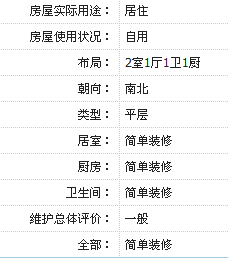 房屋实际用途： 居住
房屋使用状况： 自用
布局： 2室1厅1卫1厨
朝向： 南北
类型： 平层
居室： 简单装修
厨房： 简单装修
卫生间： 简单装修
维护总体评价： 一般
全部： 简单装修